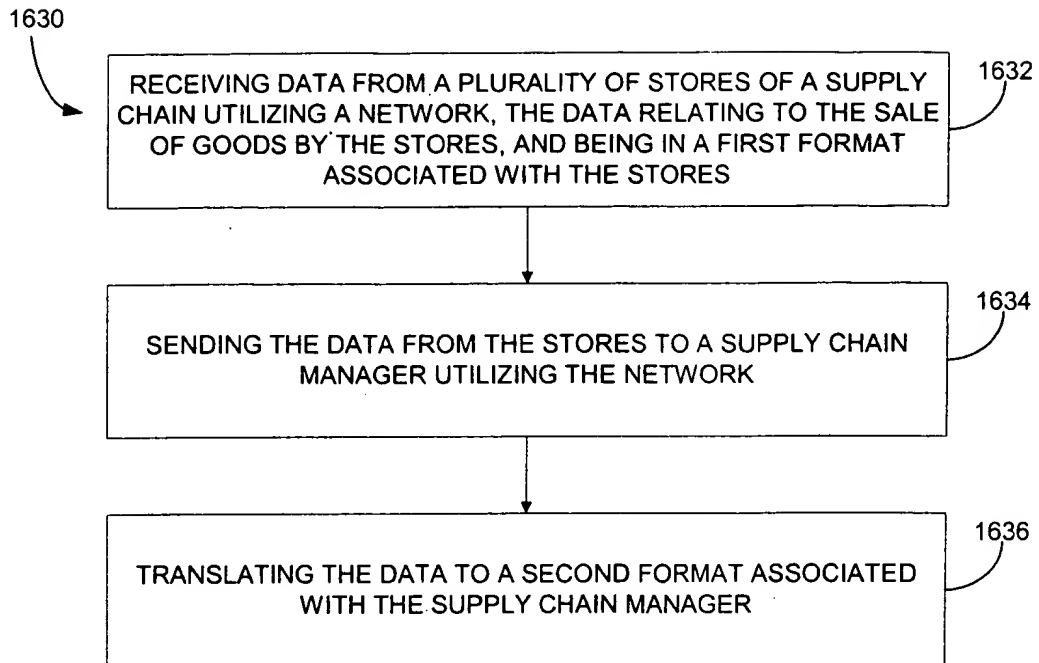 1630
RECEIVING DATA FROM A PLURALITY OF STORES OF A SUPPLY
CHAIN UTILIZING A NETWORK, THE DATA RELATING TO THE SALE
OF GOODS BY THE STORES, AND BEING IN A FIRST FORMAT
ASSOCIATED WITH THE STORES
1632
SENDING THE DATA FROM THE STORES TO A SUPPLY CHAIN
MANAGER UTILIZING THE NETWORK
1634
TRANSLATING THE DATA TO A SECOND FORMAT ASSOCIATED
WITH THE SUPPLY CHAIN MANAGER
1636